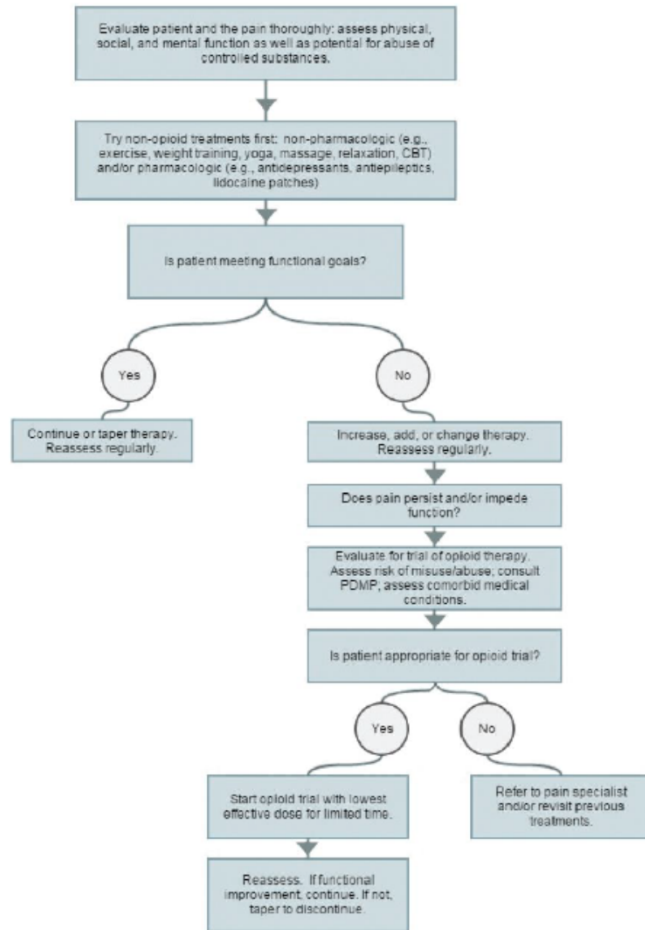 Evaluate patient and the pain thoroughly: assess physical,
social, and mental function as well as potential for abuse of
controlled substances.
Try non-opioid treatments first: non-pharmacologic (e.g.,
exercise, weight training, yoga, massage, relaxation, CBT)
and/or pharmacologic (e.g., antidepressants, antiepileptics,
lidocaine patches)
Is patient meeting functional goals?
Yes
No
Continue or taper therapy.
Reassess regularly.
Increase, add, or change therapy.
Reassess regularly.
Does pain persist and/or impede
function?
Evaluate for trial of opioid therapy.
Assess risk of misuse/abuse; consult
PDMP; assess comorbid medical
conditions.
Is patient appropriate for opioid trial?
Yes
No
Start opioid trial with lowest
effective dose for limited time.
Refer to pain specialist
and/or revisit previous
treatments.
Reassess. If functional
improvement, continue. If not,
taper to discontinue.